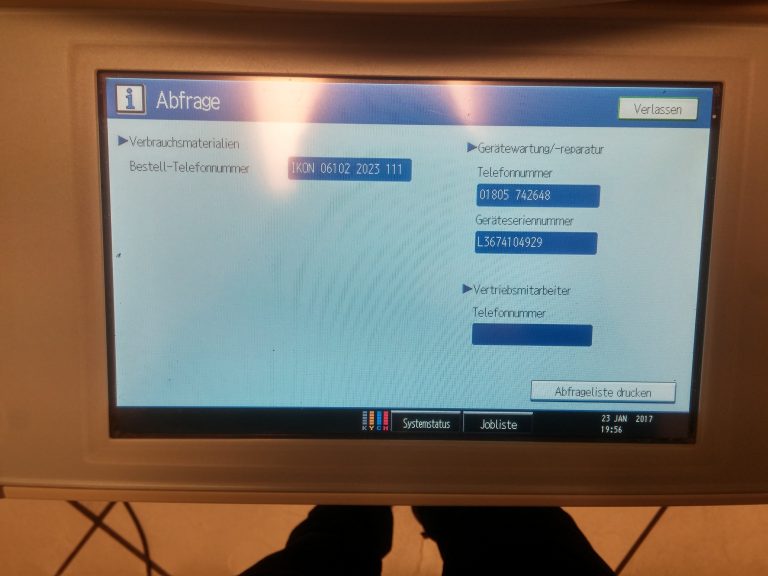 i Abfrage
Verlassen
Verbrauchsmaterialien
Bestell-Telefonnummer IKON 06102 2023 111
Gerätewartung/-reparatur
Telefonnummer
01805 742648
Geräteseriennummer
L3674104929
Vertriebsmitarbeiter
Telefonnummer
Abfrageliste drucken
K Y C M
Systemstatus
Jobliste
23 JAN 2017
19:56